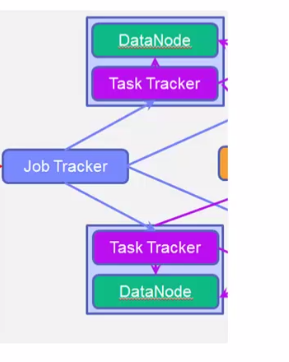 DataNode
Task Tracker
Job Tracker
Task Tracker
DataNode